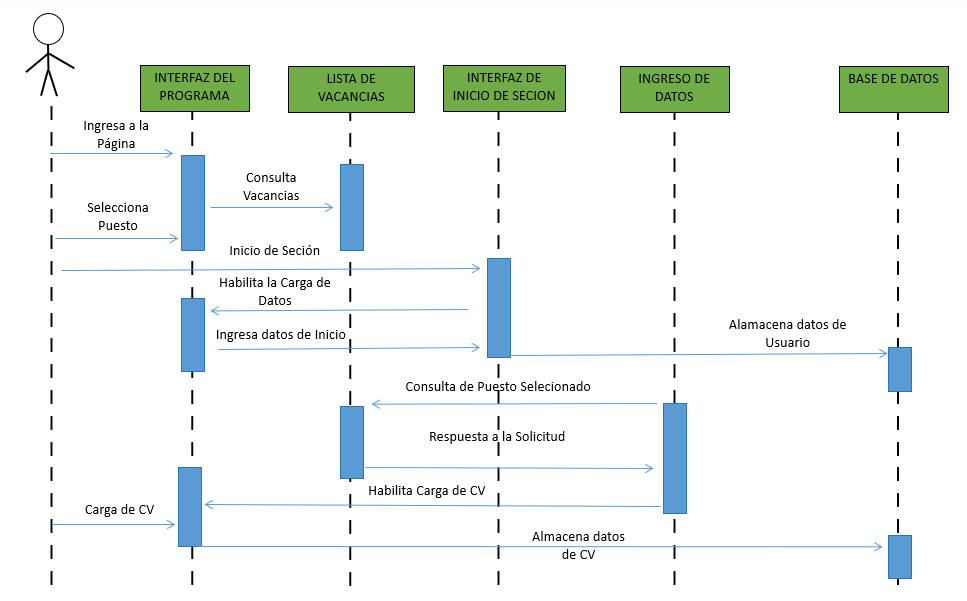 INTERFAZ DEL
PROGRAMA
LISTA DE
VACANCIAS
INTERFAZ DE
INICIO DE SECION
INGRESO DE
DATOS
BASE DE DATOS
Ingresa a la
Página
Consulta
Vacancias
Selecciona
Puesto
Inicio de Seción
Habilita la Carga de
Datos
Ingresa datos de Inicio
Alamacena datos de
Usuario
Consulta de Puesto Selecionado
Respuesta a la Solicitud
Habilita Carga de CV
Carga de CV
Almacena datos
de CV